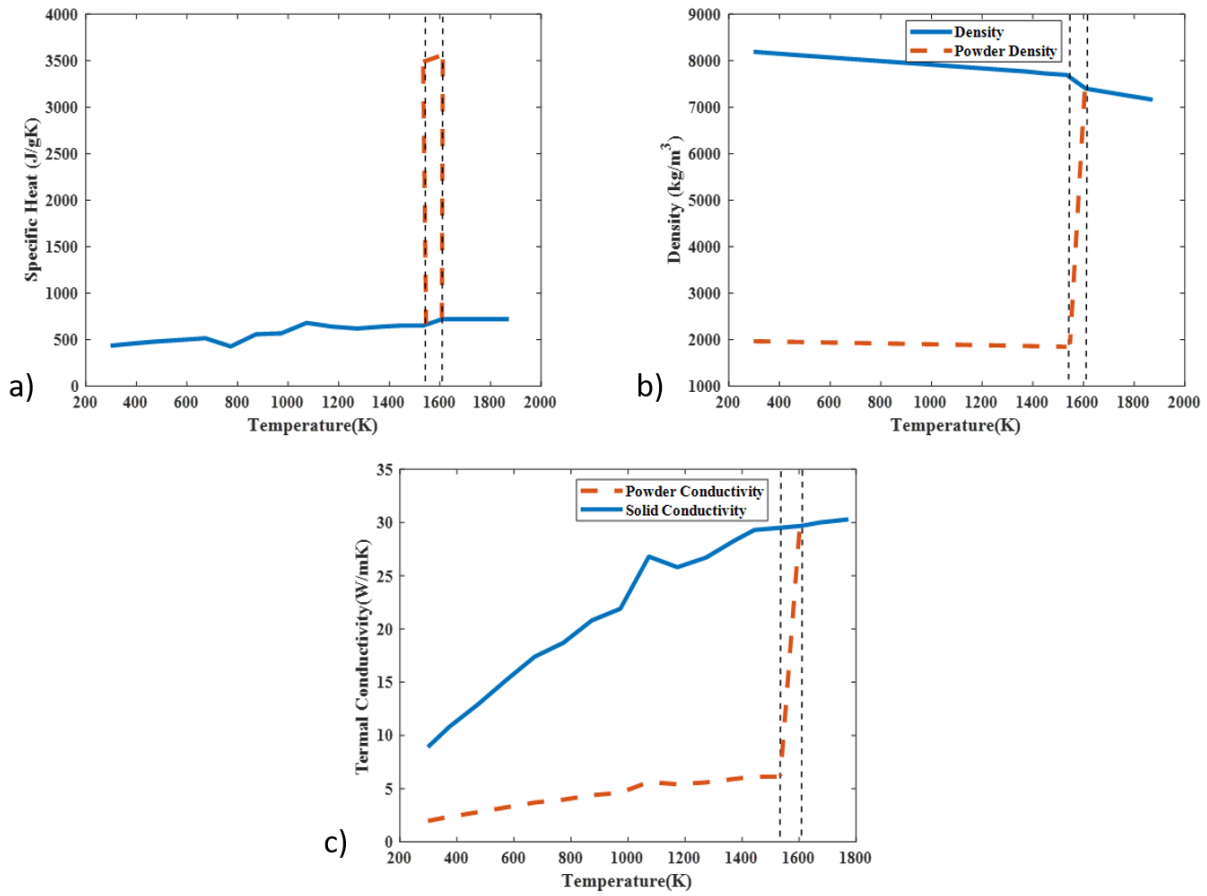 4000
3500
3000
2500
2000
1500
1000
500
0
200 400 600 800 1000 1200 1400 1600 1800 2000
Specific Heat (J/gK)
Temperature(K)
a)
Density
Powder Density
9000
8000
7000
6000
5000
4000
3000
2000
1000
200 400 600 800 1000 1200 1400 1600 1800 2000
Density (kg/m³)
Temperature(K)
b)
Powder Conductivity
Solid Conductivity
35
30
25
20
15
10
5
0
200 400 600 800 1000 1200 1400 1600 1800
Termal Conductivity(W/mK)
Temperature(K)
c)